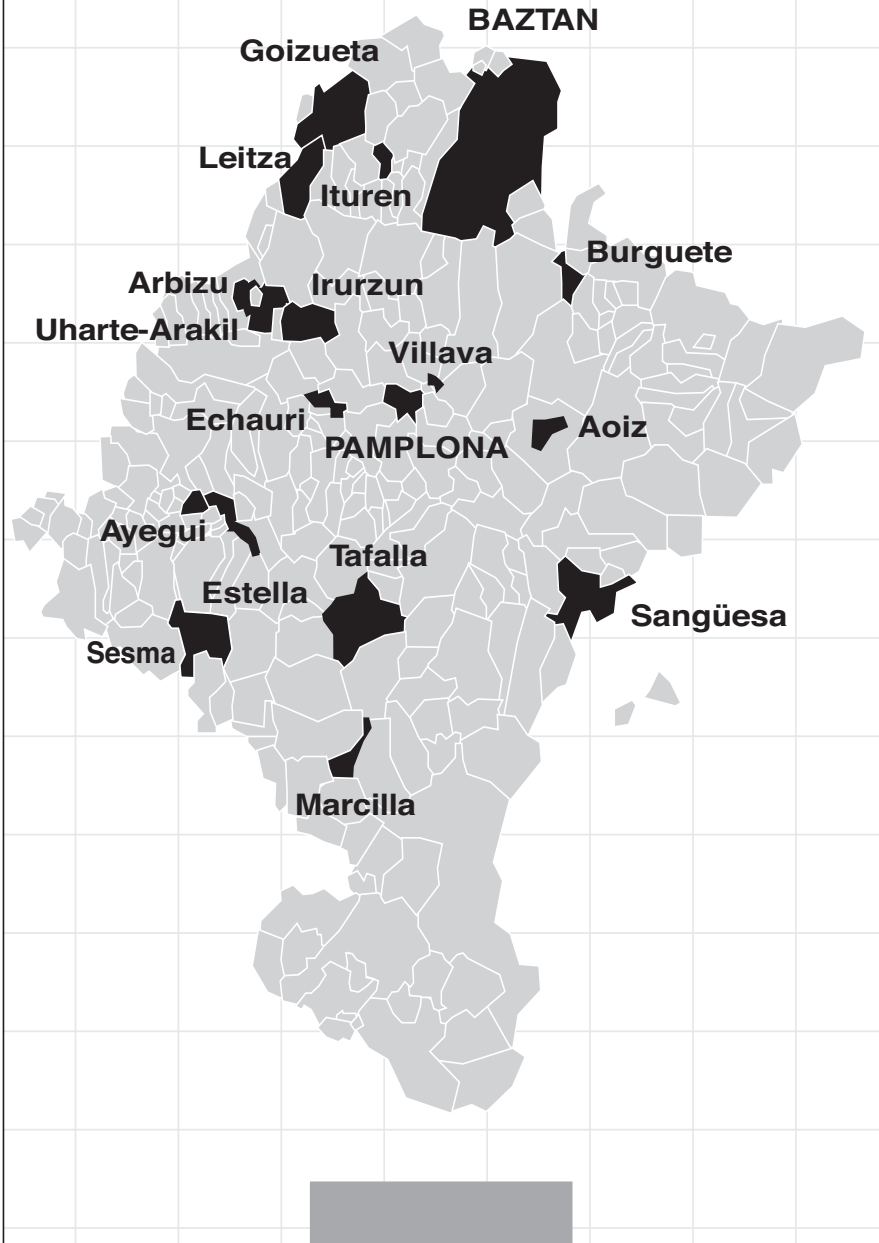 BAZTAN
Goizueta
Leitza
Ituren
Burguete
Arbizu
Irurzun
Uharte-Arakil
Villava
Echauri
Aoiz
PAMPLONA
Ayegui
Tafalla
Estella
Sangüesa
Sesma
Marcilla